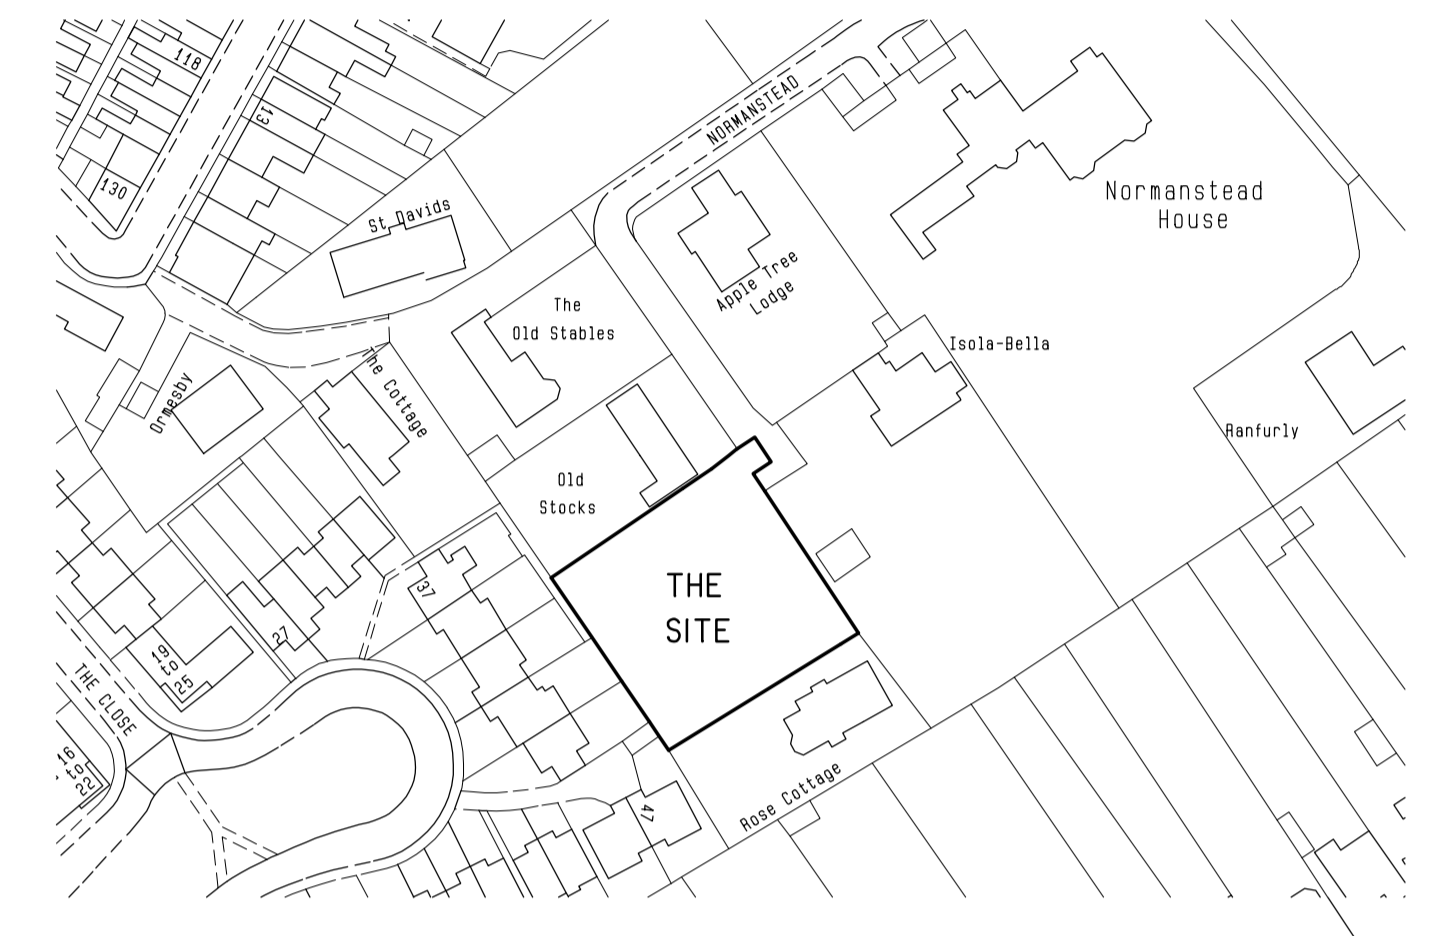 118
13
130
NORMANSTEAD
St Davids
Normanstead
House
Apple Tree
Lodge
The
Old Stables
Isola-Bella
The Cottage
Ormesby
Ranfurly
Old
Stocks
37
THE
SITE
27
19
to
25
THE CLOSE
16
to
22
Rose Cottage
47